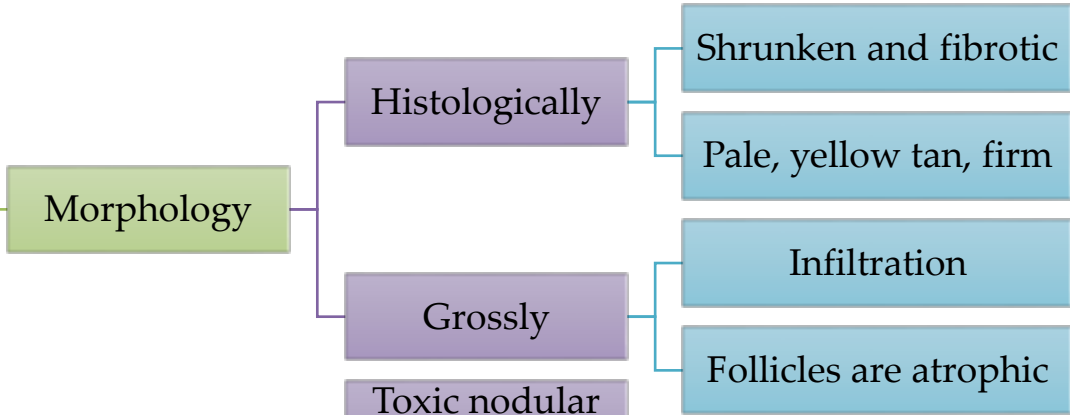 Morphology
Histologically
Shrunken and fibrotic
Pale, yellow tan, firm
Grossly
Infiltration
Follicles are atrophic
Toxic nodular